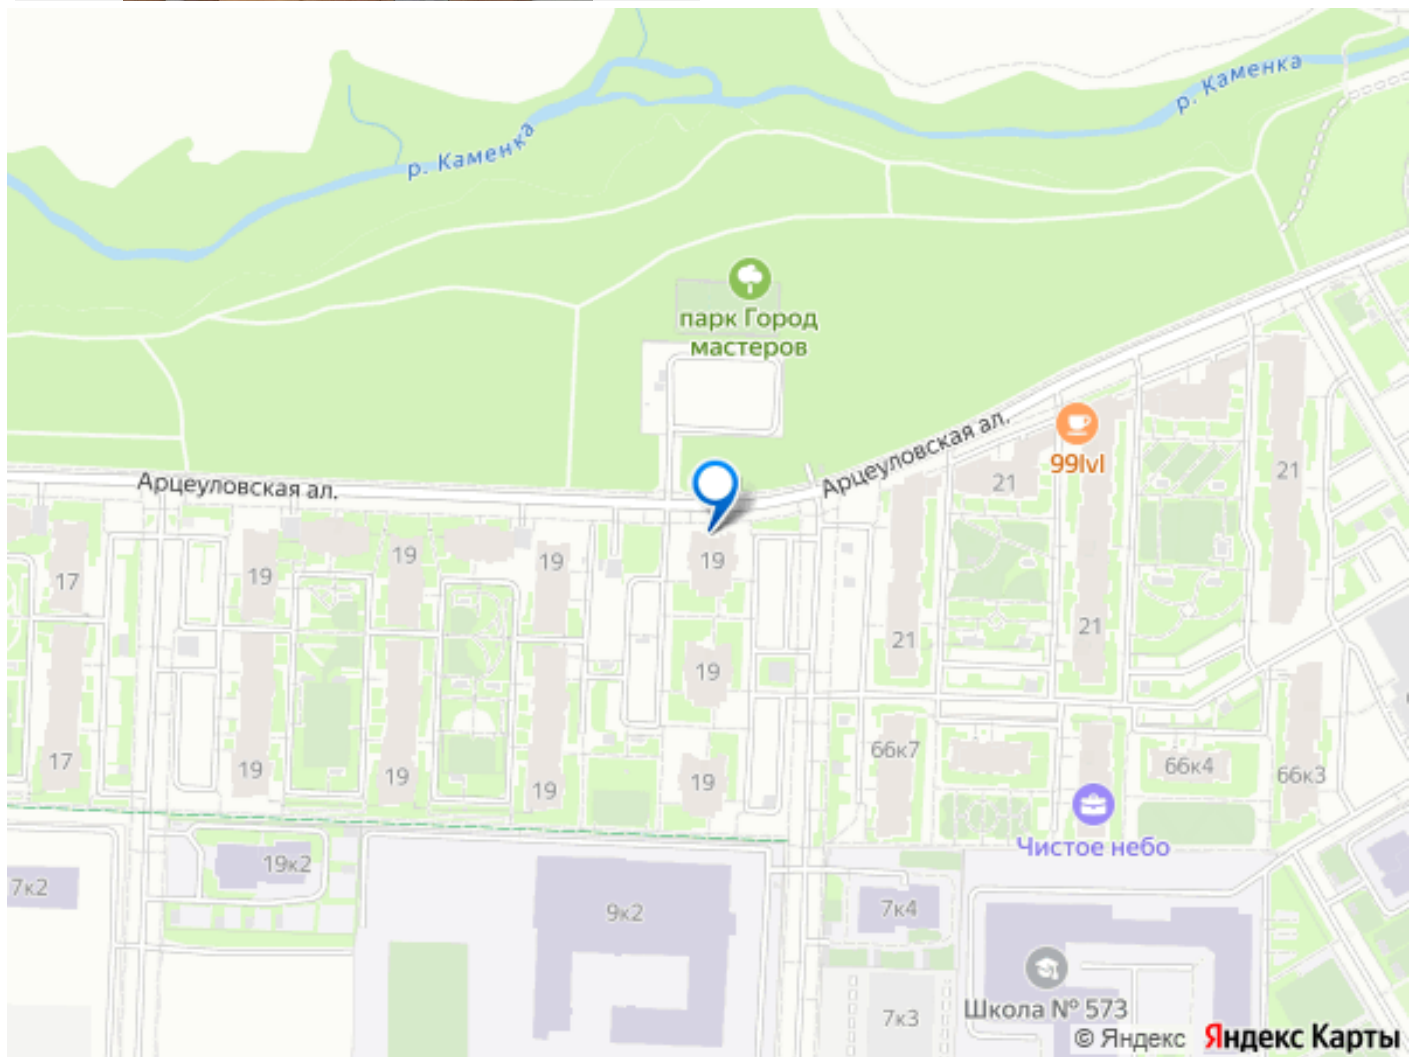 р. Каменка
р. Каменка
парк Город
мастеров
Арцеуловская ал.
Арцеуловская ал.
99lvl
21
21
19
19
19
19
17
21
21
19
17
19
19
19
19
66к7
66к4
66к3
Чистое небо
19к2
7к2
9к2
7к4
Школа № 573
7к3
© Яндекс Яндекс Карты